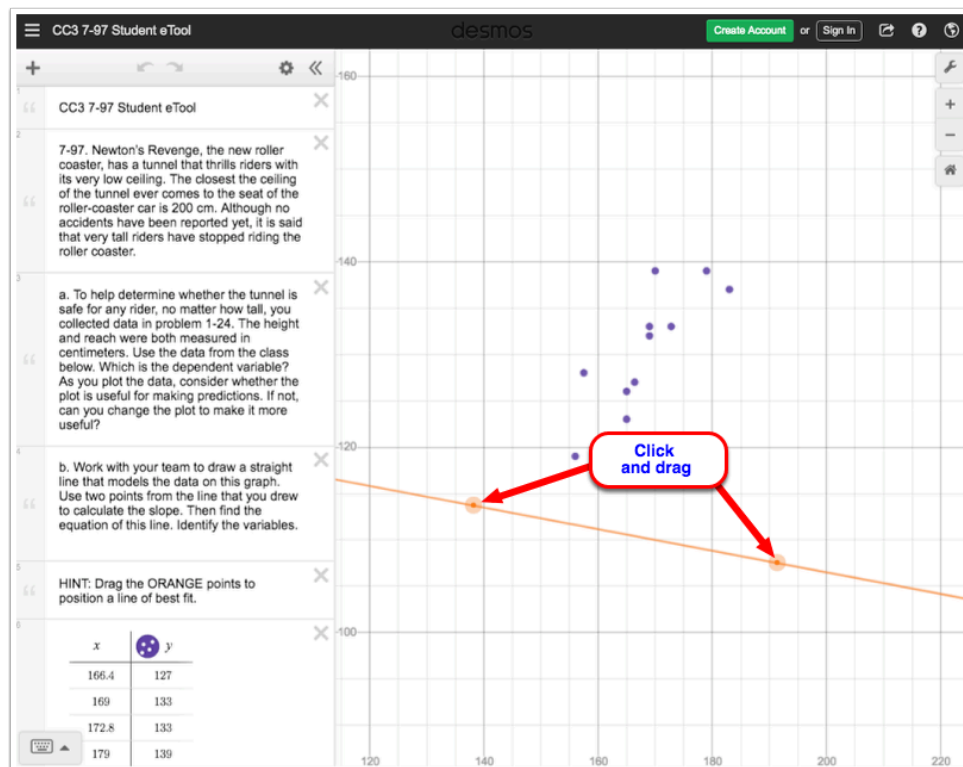 CC3 7-97 Student eTool
desmos
Create Account or Sign In
1
CC3 7-97 Student eTool
2
7-97. Newton's Revenge, the new roller
coaster, has a tunnel that thrills riders with
its very low ceiling. The closest the ceiling
of the tunnel ever comes to the seat of the
roller-coaster car is 200 cm. Although no
accidents have been reported yet, it is said
that very tall riders have stopped riding the
roller coaster.
3
a. To help determine whether the tunnel is
safe for any rider, no matter how tall, you
collected data in problem 1-24. The height
and reach were both measured in
centimeters. Use the data from the class
below. Which is the dependent variable?
As you plot the data, consider whether the
plot is useful for making predictions. If not,
can you change the plot to make it more
useful?
4
b. Work with your team to draw a straight
line that models the data on this graph.
Use two points from the line that you drew
to calculate the slope. Then find the
equation of this line. Identify the variables.
5
HINT: Drag the ORANGE points to
position a line of best fit.
6
x y
166.4 127
169 133
172.8 133
179 139
160
140
120
100
Click
and drag
120 140 160 180 200 220